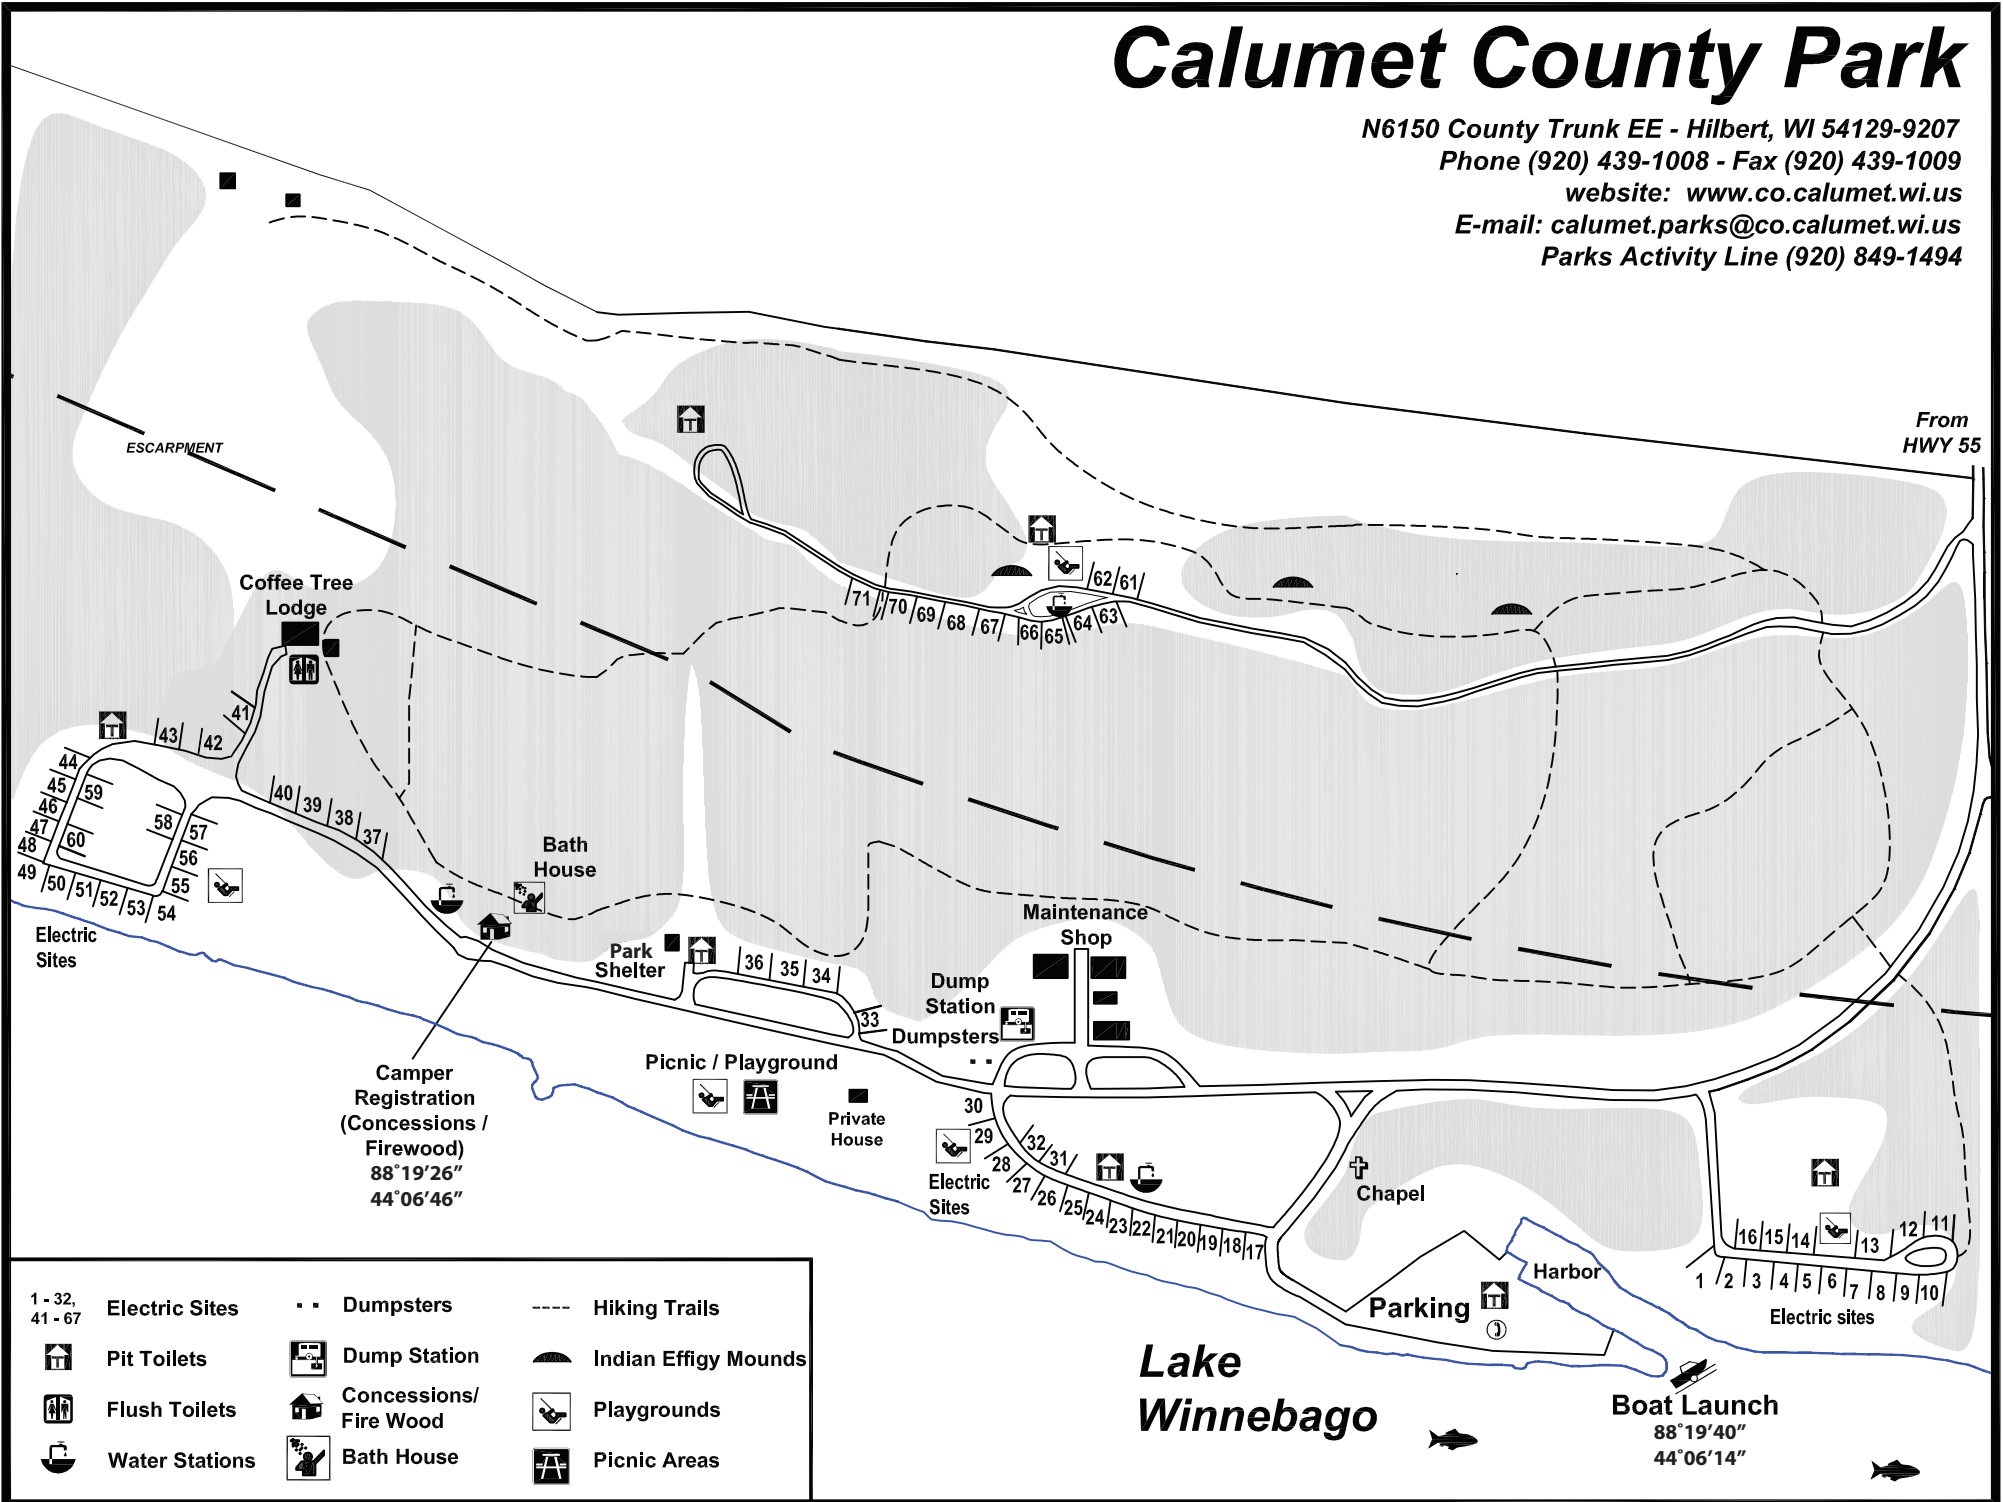 Calumet County Park
N6150 County Trunk EE - Hilbert, WI 54129-9207
Phone (920) 439-1008 - Fax (920) 439-1009
website: www.co.calumet.wi.us
E-mail: calumet.parks@co.calumet.wi.us
Parks Activity Line (920) 849-1494
From
HWY 55
ESCARPMENT
Coffee Tree
Lodge
62
61
71
70
69
68
67
66
65
64
63
41
43
42
44
45
46
47
48
49
59
60
58
57
56
55
50
51
52
53
54
40
39
38
37
Electric
Sites
Bath
House
Park
Shelter
36
35
34
33
Maintenance
Shop
Dump
Station
Dumpsters
Picnic / Playground
Private
House
Camper
Registration
(Concessions /
Firewood)
88°19'26"
44°06'46"
30
29
28
27
26
25
24
23
22
21
20
19
18
17
32
31
Electric
Sites
Chapel
Harbor
Parking
16
15
14
13
12
11
1
2
3
4
5
6
7
8
9
10
Electric sites
Lake
Winnebago
Boat Launch
88°19'40"
44°06'14"
1 - 32,
41 - 67
Electric Sites
Pit Toilets
Flush Toilets
Water Stations
Dumpsters
Dump Station
Concessions/
Fire Wood
Bath House
Hiking Trails
Indian Effigy Mounds
Playgrounds
Picnic Areas